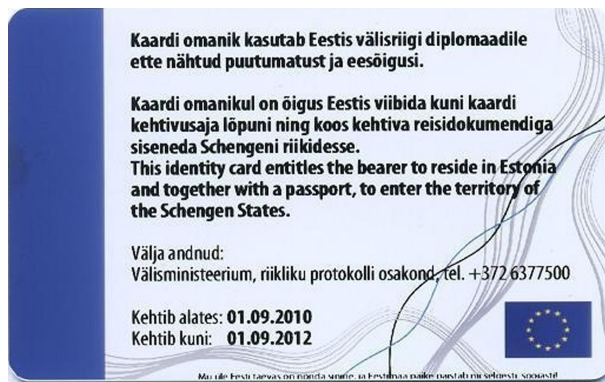 Kaardi omanik kasutab Eestis välisriigi diplomaadile
ette nähtud puutumatust ja eesõigusi.
Kaardi omanikul on õigus Eestis viibida kuni kaardi
kehtivusaja lõpuni ning koos kehtiva reisidokumendiga
siseneda Schengeni riikidesse.
This identity card entitles the bearer to reside in Estonia
and together with a passport, to enter the territory of
the Schengen States.
Välja andnud:
Välisministeerium, riikliku protokolli osakond, tel. +372 6377500
Kehtib alates: 01.09.2010
Kehtib kuni: 01.09.2012